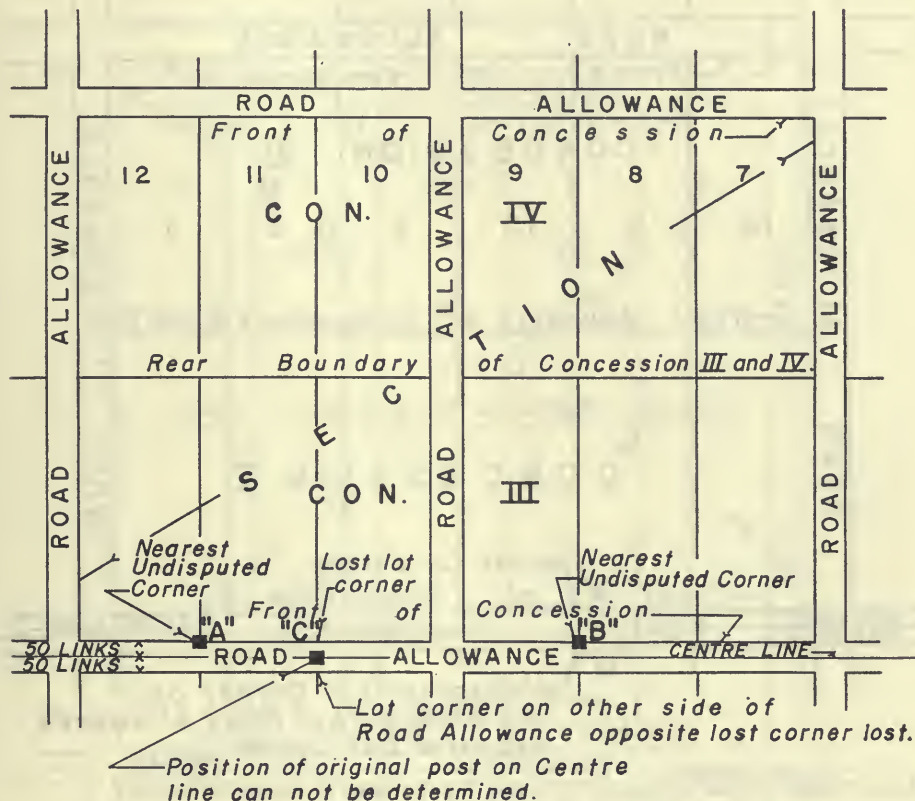 ROAD ALLOWANCE
Front of Concession
12 11 10 9 8 7
CON. IV
ALLOWANCE
ALLOWANCE
ALLOWANCE
SECTION
Rear Boundary of Concession III and IV.
CON. III
ROAD
ROAD
ROAD
Nearest
Undisputed
Corner
Lost lot
corner
Nearest
Undisputed Corner
Front of Concession
"A" "C" "B"
50 LINKS
50 LINKS
ROAD ALLOWANCE
CENTRE LINE
Lot corner on other side of
Road Allowance opposite lost corner lost.
Position of original post on Centre
line can not be determined.